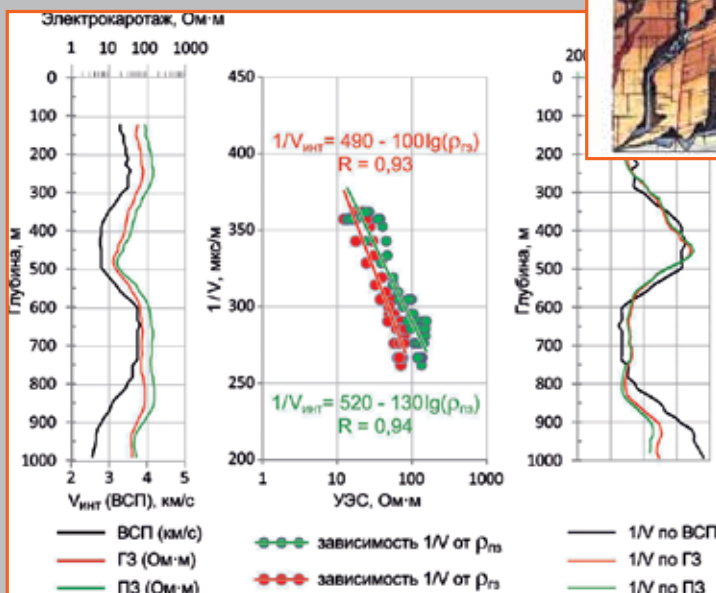 Электрокаротаж, Ом·м
1 10 100 1000
0
100
200
300
400
500
600
700
800
900
1000
Глубина, м
2 3 4 5
Vинт (ВСП), км/с
ВСП (км/с)
ГЗ (Ом·м)
ПЗ (Ом·м)
450
400
350
300
250
200
1 / V, мкс/м
1/Vинт= 490 - 100lg(ρгз)
R = 0,93
1/Vинт= 520 - 130lg(ρпз)
R = 0,94
1 10 100 1000
УЭС, Ом·м
зависимость 1/V от ρпз
зависимость 1/V от ρгз
200
0
100
200
300
400
500
600
700
800
900
1000
Глубина, м
1/V по ВСП
1/V по ГЗ
1/V по ПЗ